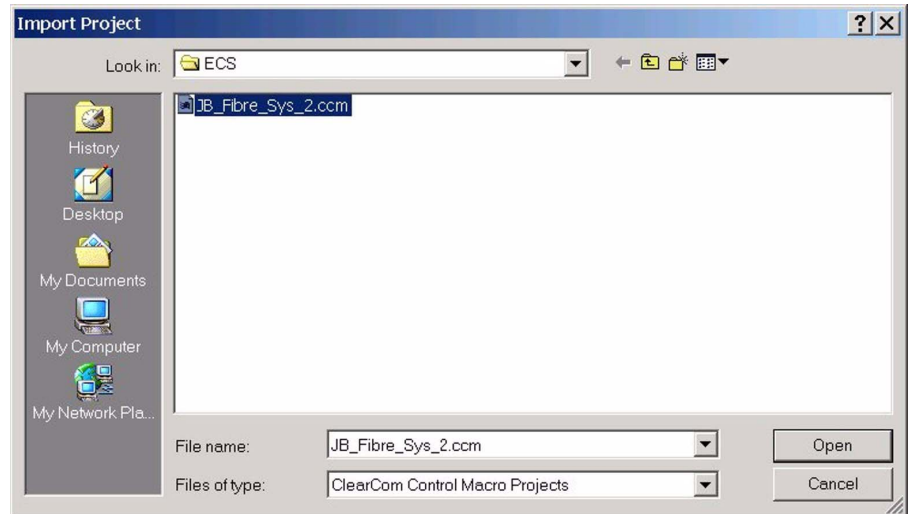 Import Project
Look in: ECS
JB_Fibre_Sys_2.ccm
History
Desktop
My Documents
My Computer
My Network Pla...
File name: JB_Fibre_Sys_2.ccm
Open
Files of type: ClearCom Control Macro Projects
Cancel